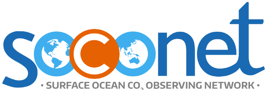 soconet
• SURFACE OCEAN CO₂ OBSERVING NETWORK •